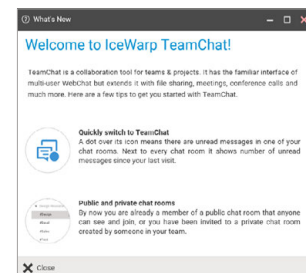 What's New
Welcome to IceWarp TeamChat!
TeamChat is a collaboration tool for teams & projects. It has the familiar interface of
multi-user WebChat but extends it with file sharing, meetings, conference calls and
much more. Here are a few tips to get you started with TeamChat.
Quickly switch to TeamChat
A dot over its icon means there are unread messages in one of your
chat rooms. Next to every chat room it shows number of unread
messages since your last visit.
Public and private chat rooms
By now you are already a member of a public chat room that anyone
can see and join, or you have been invited to a private chat room
created by someone in your team.
Close